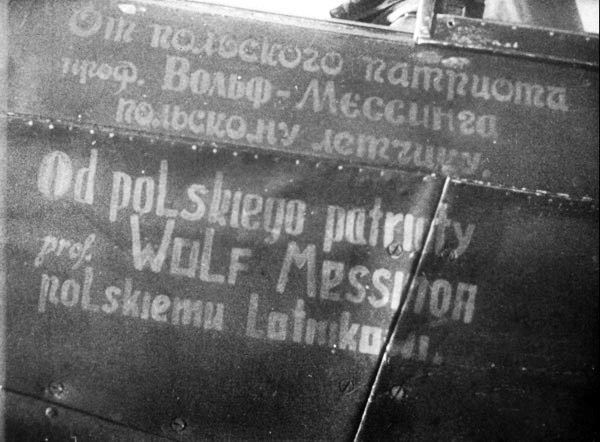 От польского патриота
проф. Вольф-Мессинга
польскому летчику.
Od polskiego patrioty
prof. WOLF MESSINGA
polskiemu Lotnikowi.